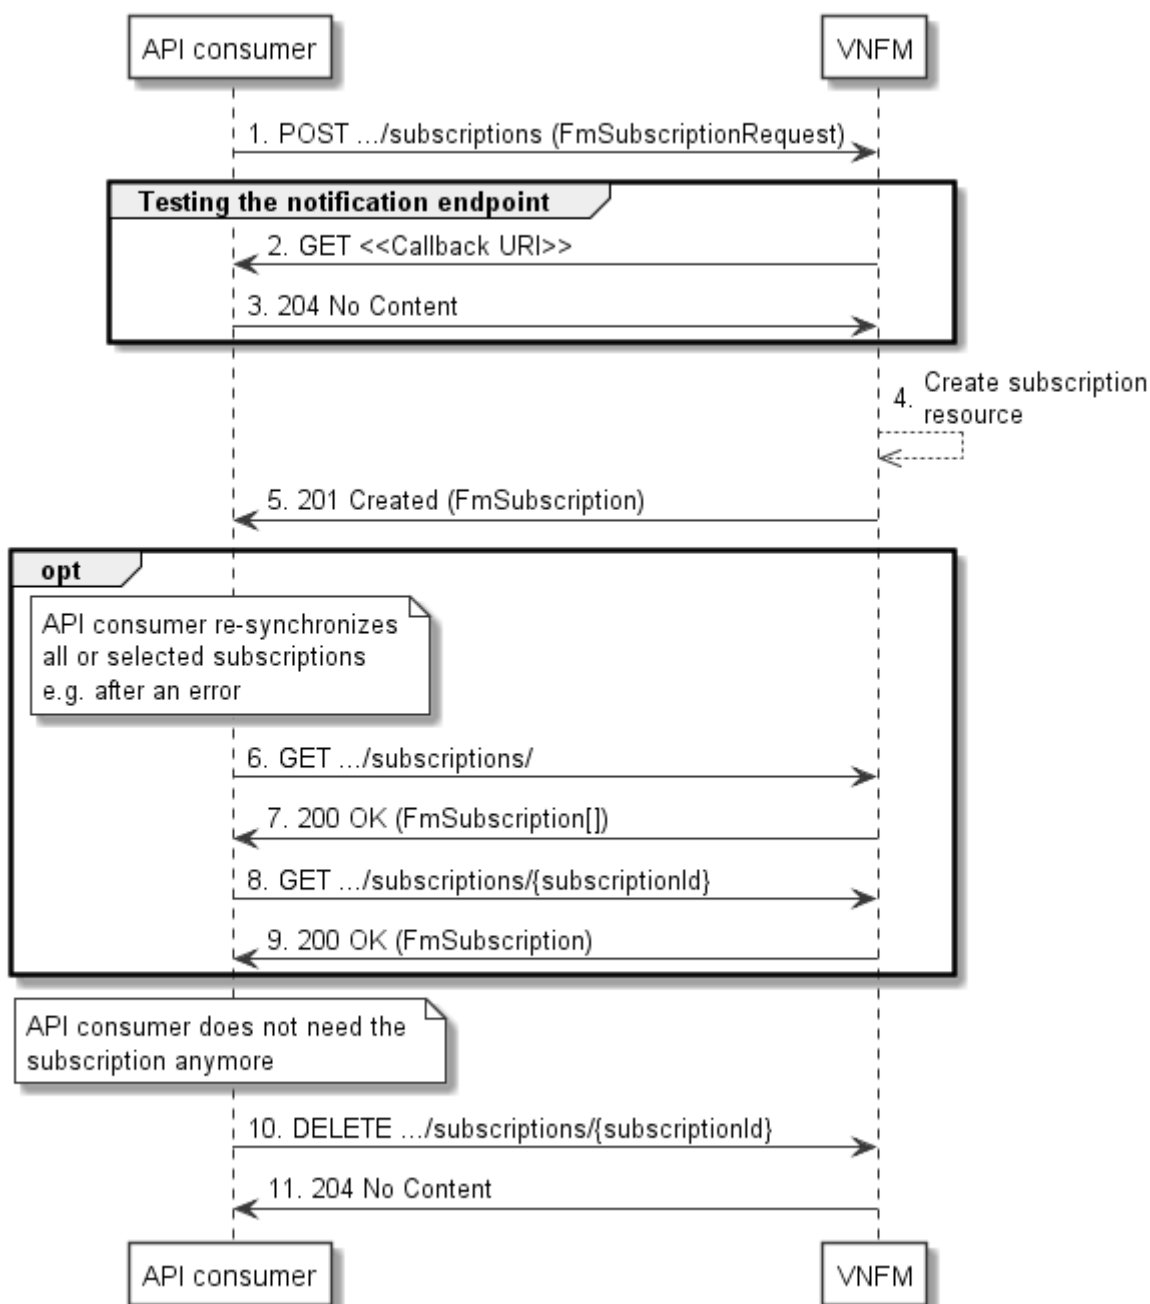 API consumer
VNFM
1. POST .../subscriptions (FmSubscriptionRequest)
Testing the notification endpoint
2. GET <<Callback URI>>
3. 204 No Content
4. Create subscription
resource
5. 201 Created (FmSubscription)
opt
API consumer re-synchronizes
all or selected subscriptions
e.g. after an error
6. GET .../subscriptions/
7. 200 OK (FmSubscription[])
8. GET .../subscriptions/{subscriptionId}
9. 200 OK (FmSubscription)
API consumer does not need the
subscription anymore
10. DELETE .../subscriptions/{subscriptionId}
11. 204 No Content
API consumer
VNFM